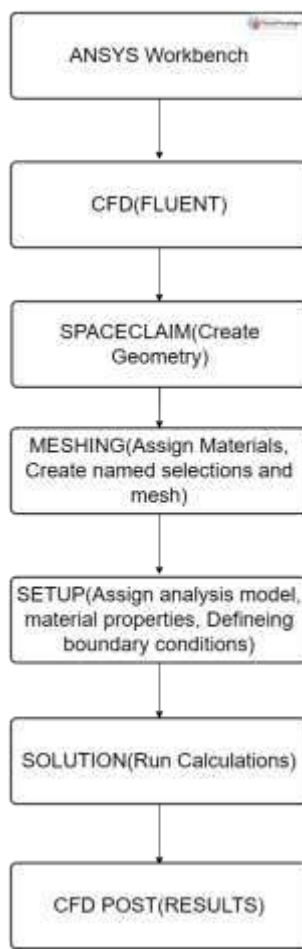 ANSYS Workbench
CFD(FLUENT)
SPACECLAIM(Create
Geometry)
MESHING(Assign Materials,
Create named selections and
mesh)
SETUP(Assign analysis model,
material properties, Defineing
boundary conditions)
SOLUTION(Run Calculations)
CFD POST(RESULTS)